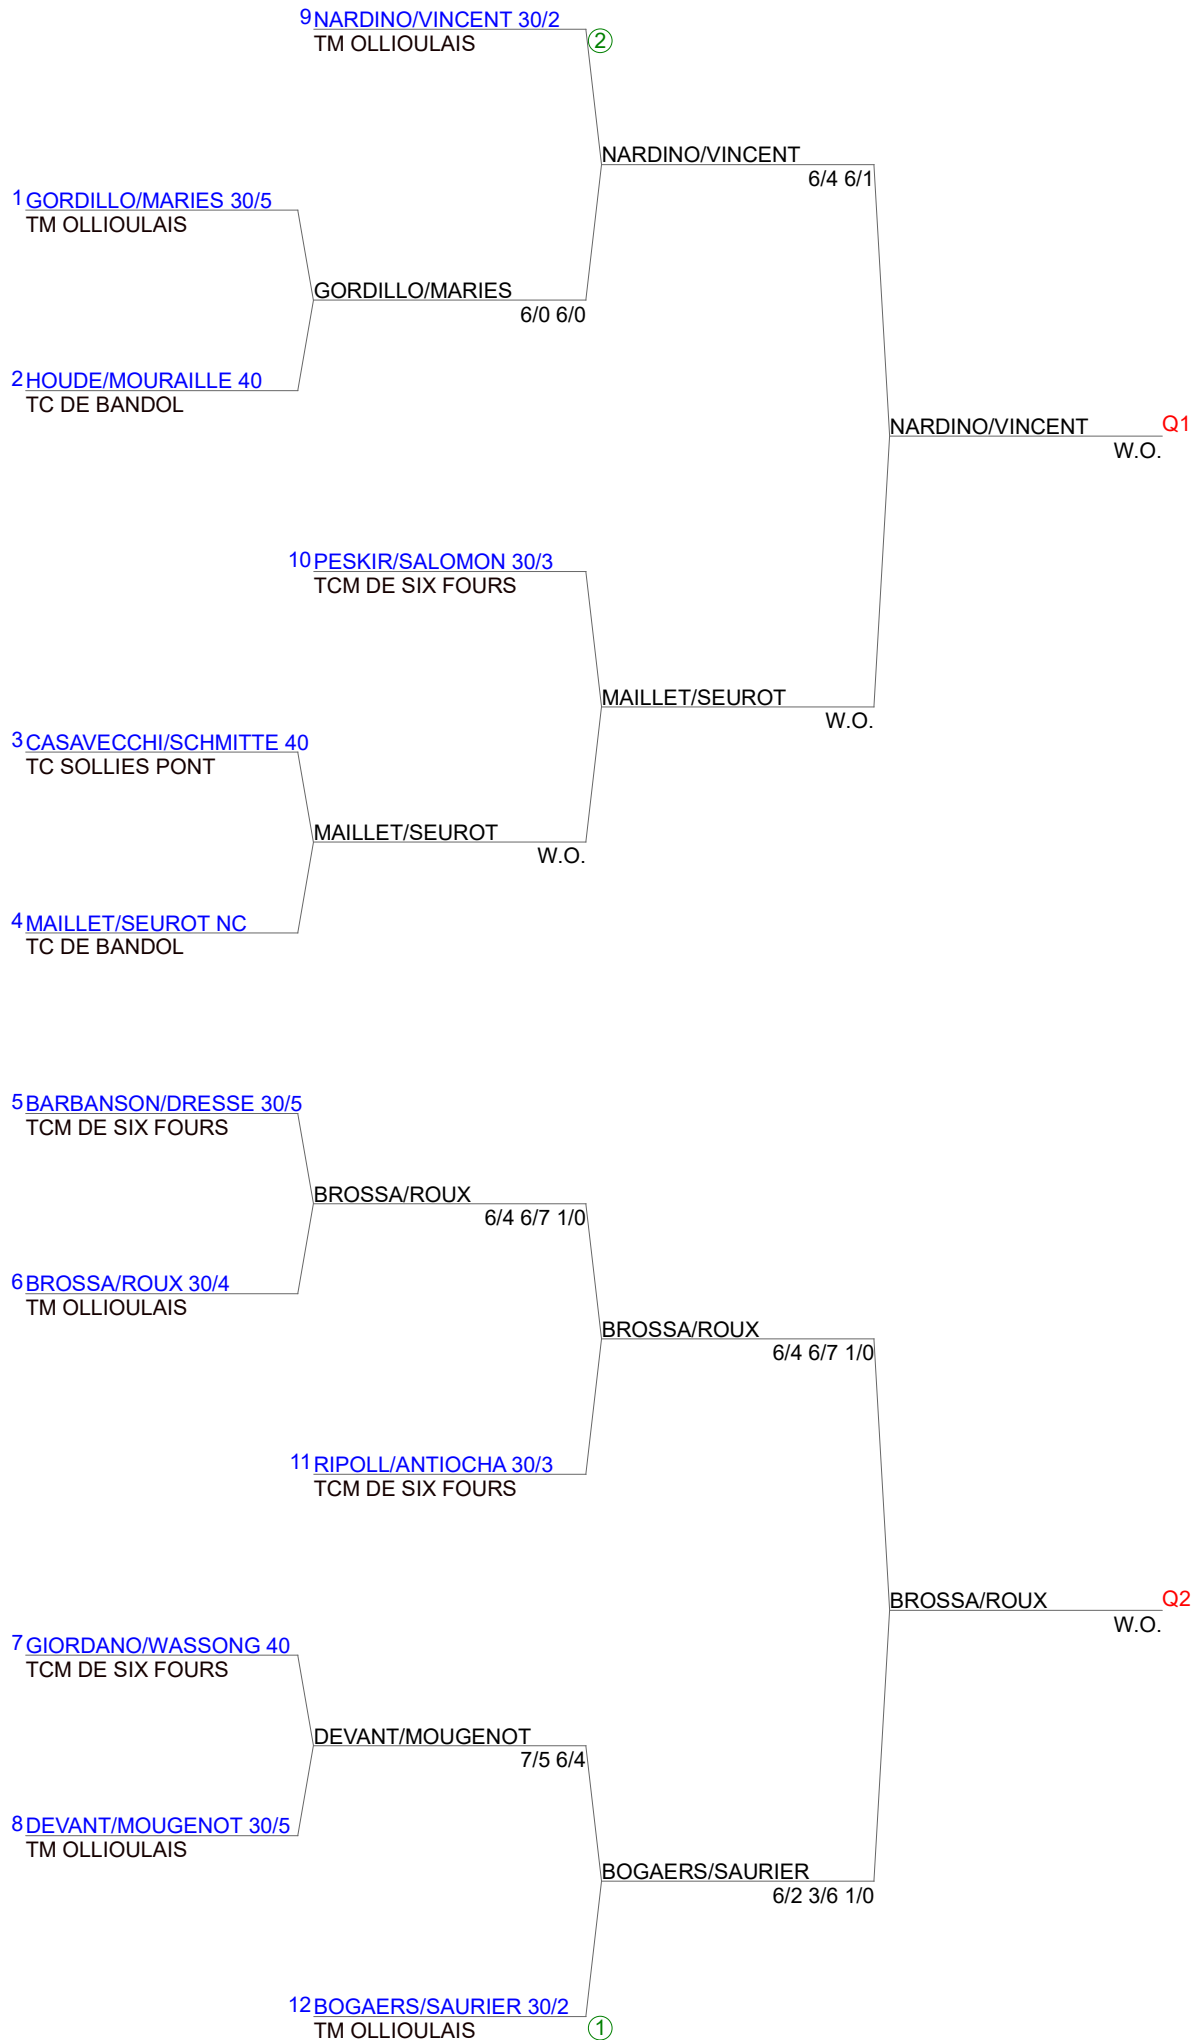 9 NARDINO/VINCENT 30/2
TM OLLIOULAIS
2
NARDINO/VINCENT
6/4 6/1
1 GORDILLO/MARIES 30/5
TM OLLIOULAIS
GORDILLO/MARIES
6/0 6/0
2 HOUDE/MOURAILLE 40
TC DE BANDOL
NARDINO/VINCENT Q1
W.O.
10 PESKIR/SALOMON 30/3
TCM DE SIX FOURS
MAILLET/SEUROT
W.O.
3 CASAVECCHI/SCHMITTE 40
TC SOLLIES PONT
MAILLET/SEUROT
W.O.
4 MAILLET/SEUROT NC
TC DE BANDOL
5 BARBANSON/DRESSE 30/5
TCM DE SIX FOURS
BROSSA/ROUX
6/4 6/7 1/0
6 BROSSA/ROUX 30/4
TM OLLIOULAIS
BROSSA/ROUX
6/4 6/7 1/0
11 RIPOLL/ANTIOCHA 30/3
TCM DE SIX FOURS
BROSSA/ROUX Q2
W.O.
7 GIORDANO/WASSONG 40
TCM DE SIX FOURS
DEVANT/MOUGENOT
7/5 6/4
8 DEVANT/MOUGENOT 30/5
TM OLLIOULAIS
BOGAERS/SAURIER
6/2 3/6 1/0
12 BOGAERS/SAURIER 30/2
TM OLLIOULAIS
1